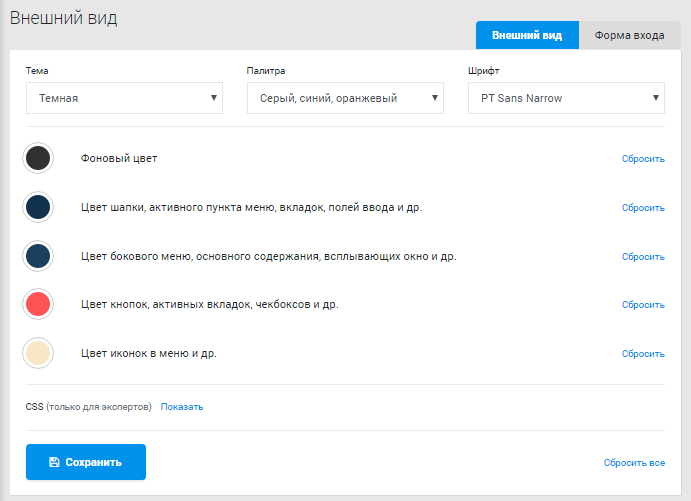 Внешний вид
Внешний вид Форма входа
Тема Палитра Шрифт
Темная Серый, синий, оранжевый PT Sans Narrow
Фоновый цвет Сбросить
Цвет шапки, активного пункта меню, вкладок, полей ввода и др. Сбросить
Цвет бокового меню, основного содержания, всплывающих окно и др. Сбросить
Цвет кнопок, активных вкладок, чекбоксов и др. Сбросить
Цвет иконок в меню и др. Сбросить
CSS (только для экспертов) Показать
Сохранить Сбросить все